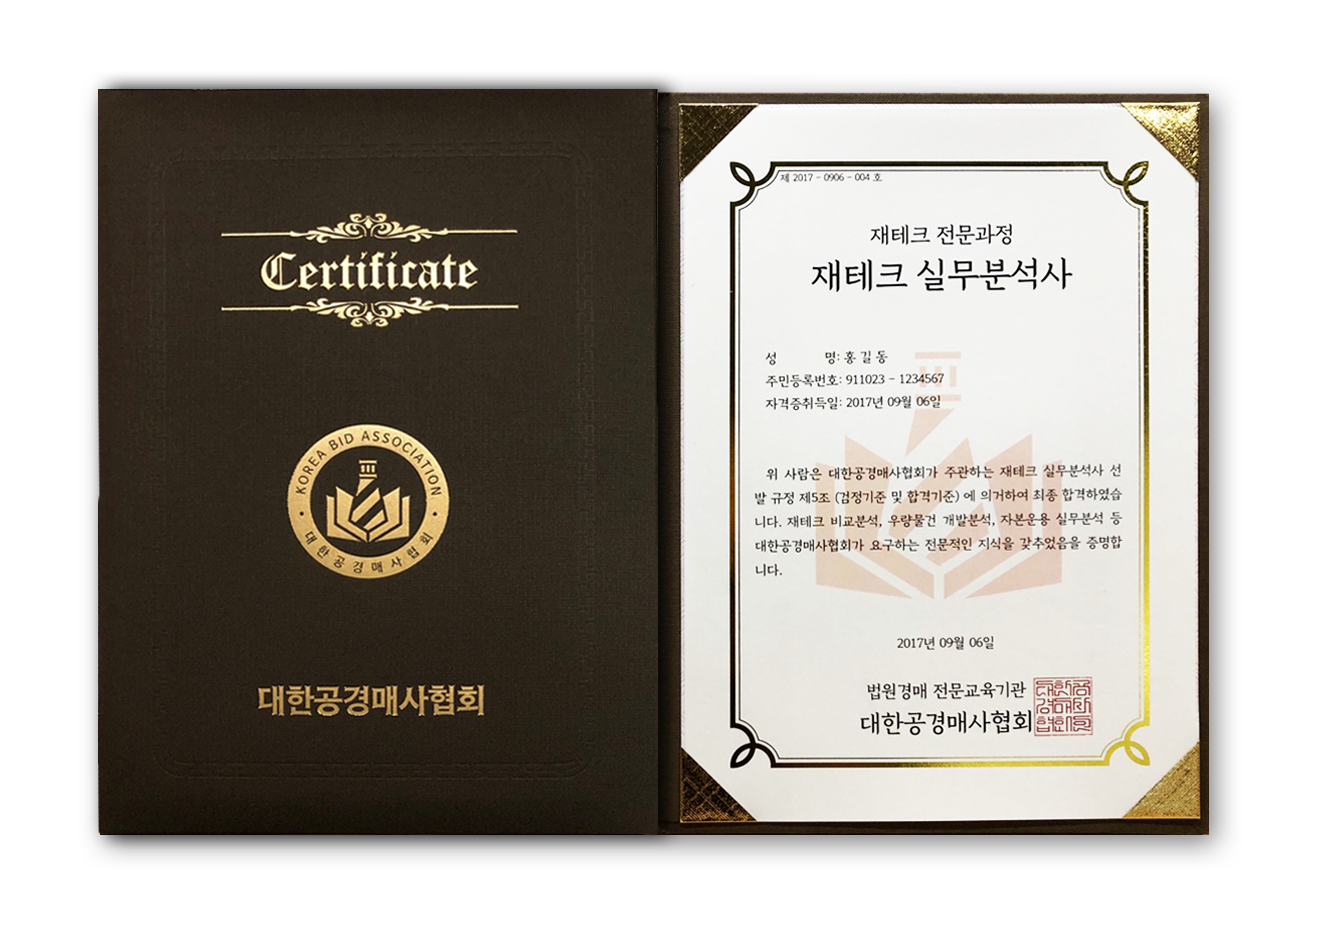 Certificate
KOREA BID ASSOCIATION
대한공경매사협회
대한공경매사협회
제 2017 - 0906 - 004 호
재테크 전문과정
재테크 실무분석사
성 명: 홍 길 동
주민등록번호: 911023 - 1234567
자격증취득일: 2017년 09월 06일
위 사람은 대한공경매사협회가 주관하는 재테크 실무분석사 선
발 규정 제5조 (검정기준 및 합격기준) 에 의거하여 최종 합격하였습
니다. 재테크 비교분석, 우량물건 개발분석, 자본운용 실무분석 등
대한공경매사협회가 요구하는 전문적인 지식을 갖추었음을 증명합
니다.
2017년 09월 06일
법원경매 전문교육기관
대한공경매사협회